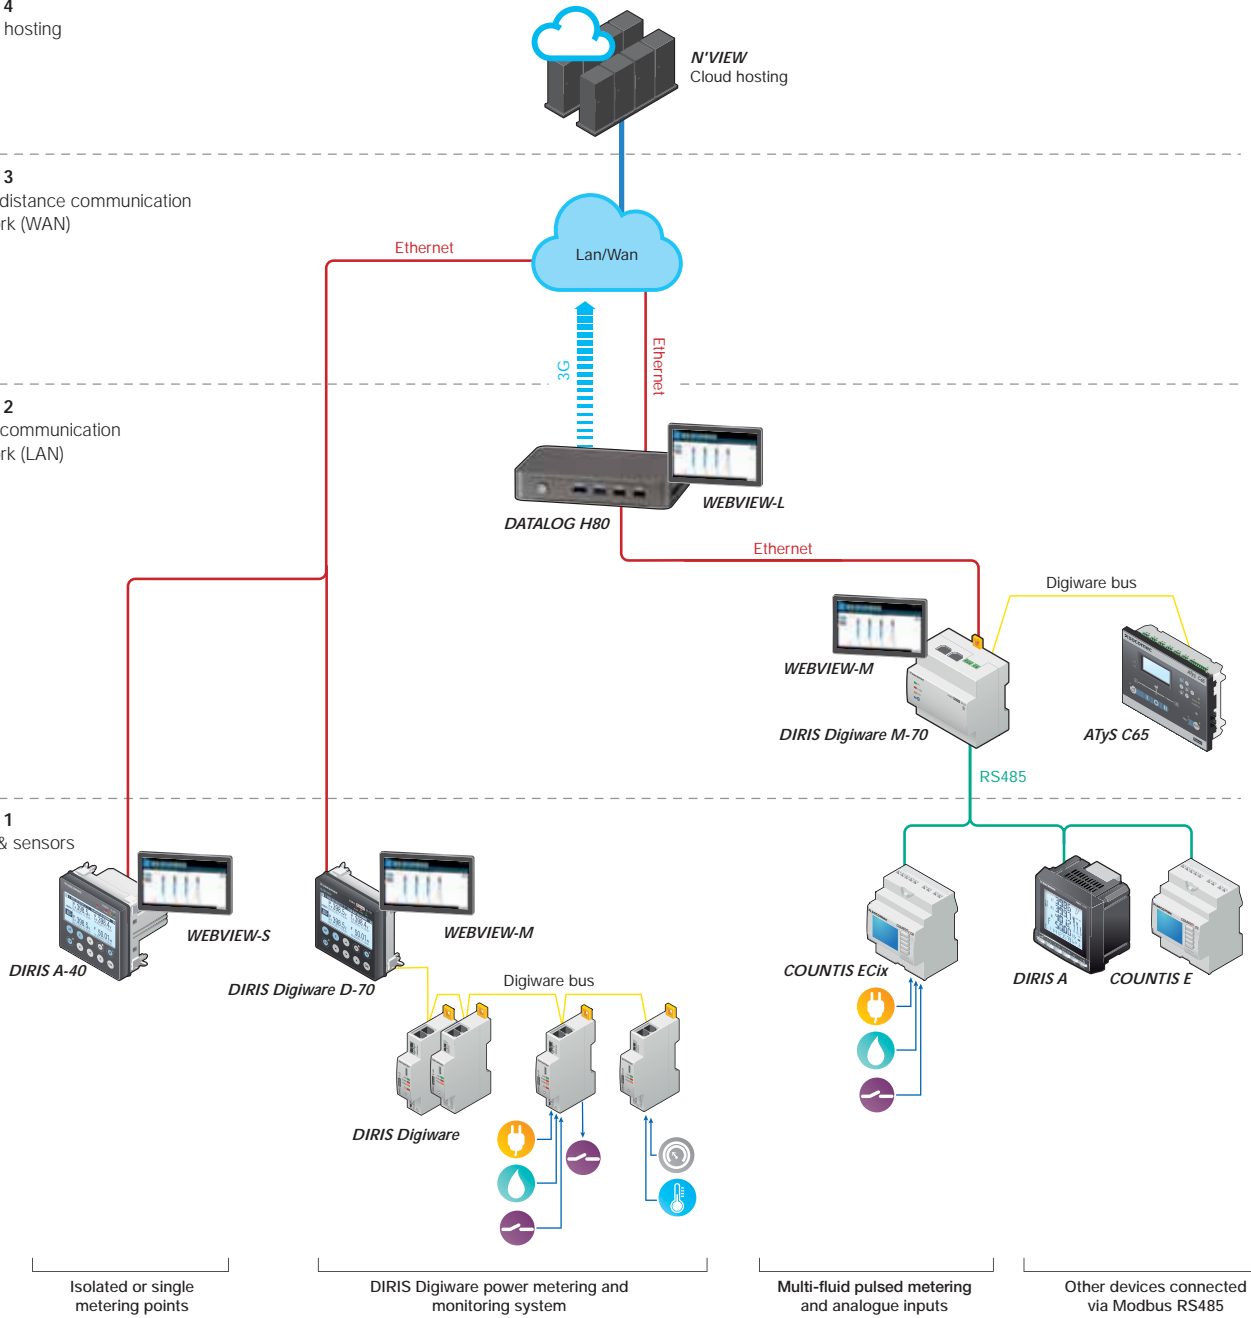 4
hosting
N'VIEW
Cloud hosting
3
distance communication
rk (WAN)
Ethernet
Lan/Wan
3G
Ethernet
2
communication
rk (LAN)
WEBVIEW-L
DATALOG H80
Ethernet
Digiware bus
WEBVIEW-M
DIRIS Digiware M-70
ATyS C65
RS485
1
& sensors
WEBVIEW-S
DIRIS A-40
WEBVIEW-M
DIRIS Digiware D-70
Digiware bus
COUNTIS ECix
DIRIS A
COUNTIS E
DIRIS Digiware
Isolated or single
metering points
DIRIS Digiware power metering and
monitoring system
Multi-fluid pulsed metering
and analogue inputs
Other devices connected
via Modbus RS485